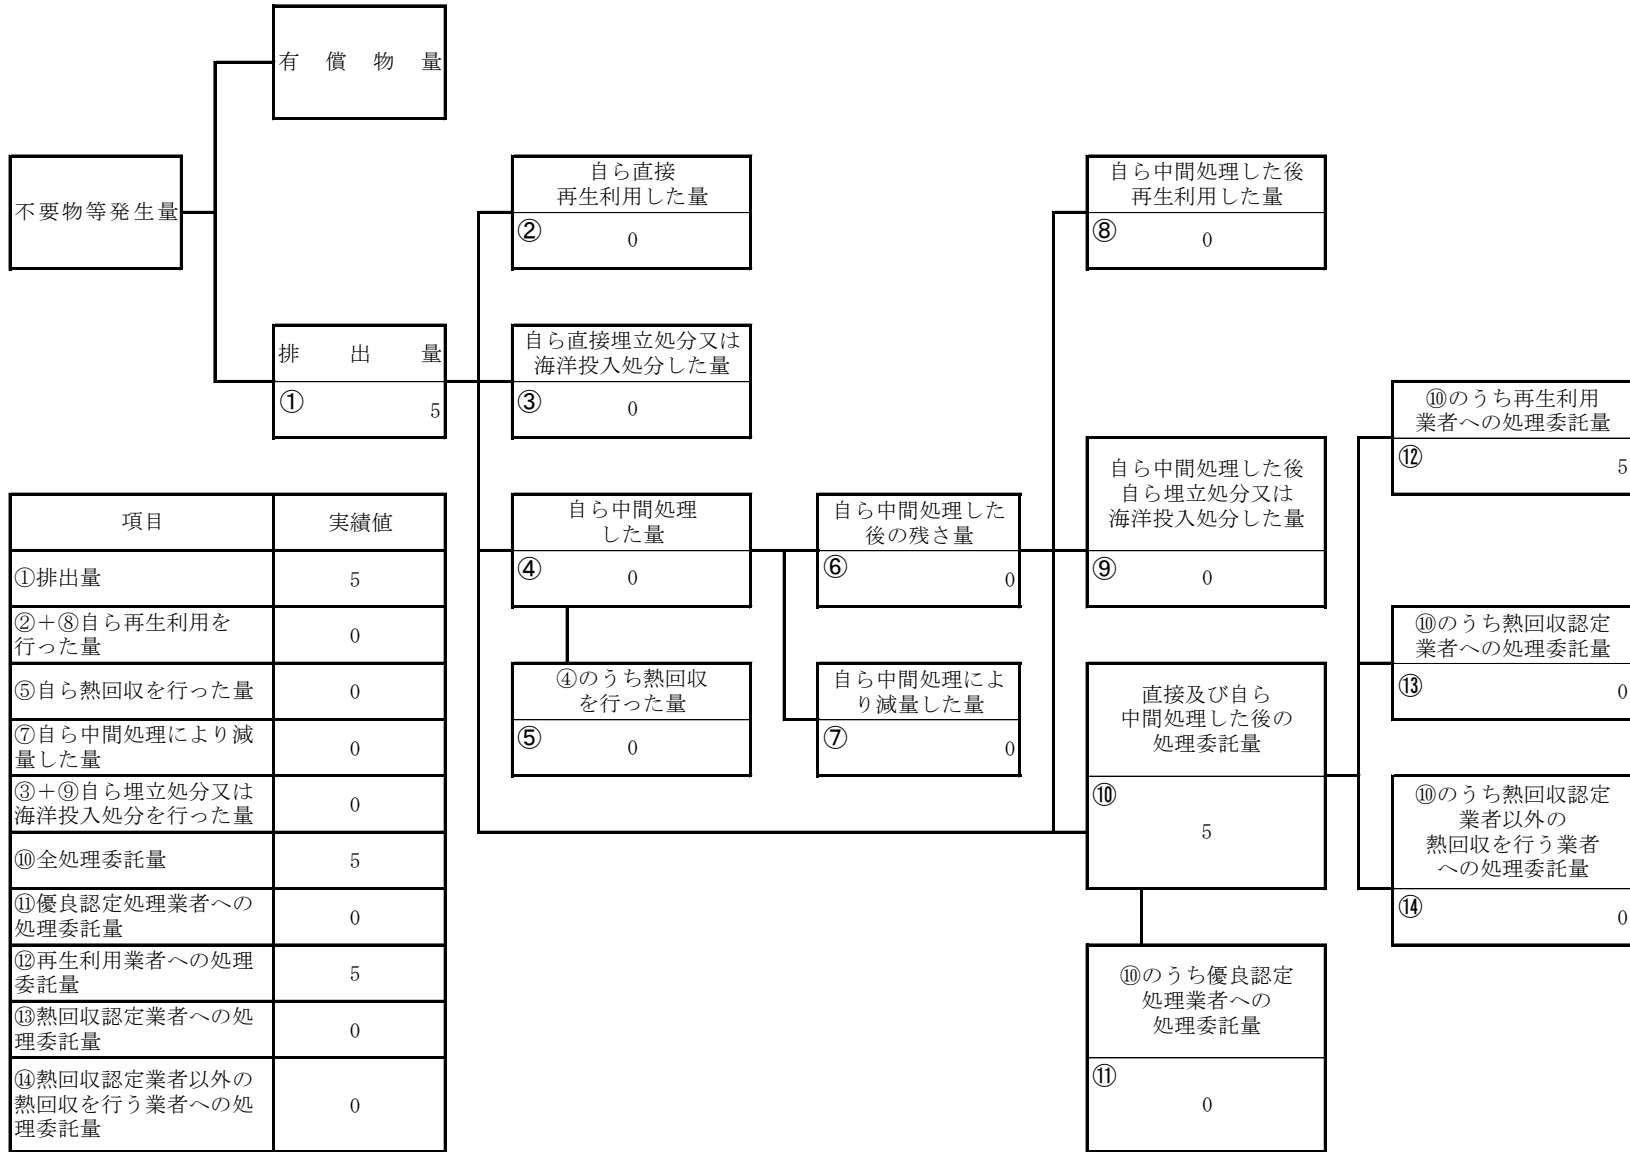 有償物量
不要物等発生量
排出量
① 5
自ら直接
再生利用した量
② 0
自ら直接埋立処分又は
海洋投入処分した量
③ 0
自ら中間処理
した量
④ 0
④のうち熱回収
を行った量
⑤ 0
自ら中間処理した
後の残さ量
⑥ 0
自ら中間処理によ
り減量した量
⑦ 0
自ら中間処理した後
再生利用した量
⑧ 0
自ら中間処理した後
自ら埋立処分又は
海洋投入処分した量
⑨ 0
直接及び自ら
中間処理した後の
処理委託量
⑩
5
⑩のうち優良認定
処理業者への
処理委託量
⑪
0
⑩のうち再生利用
業者への処理委託量
⑫ 5
⑩のうち熱回収認定
業者への処理委託量
⑬ 0
⑩のうち熱回収認定
業者以外の
熱回収を行う業者
への処理委託量
⑭ 0
項目 実績値
①排出量 5
②＋⑧自ら再生利用を
行った量 0
⑤自ら熱回収を行った量 0
⑦自ら中間処理により減
量した量 0
③＋⑨自ら埋立処分又は
海洋投入処分を行った量 0
⑩全処理委託量 5
⑪優良認定処理業者への
処理委託量 0
⑫再生利用業者への処理
委託量 5
⑬熱回収認定業者への処
理委託量 0
⑭熱回収認定業者以外の
熱回収を行う業者への処
理委託量 0